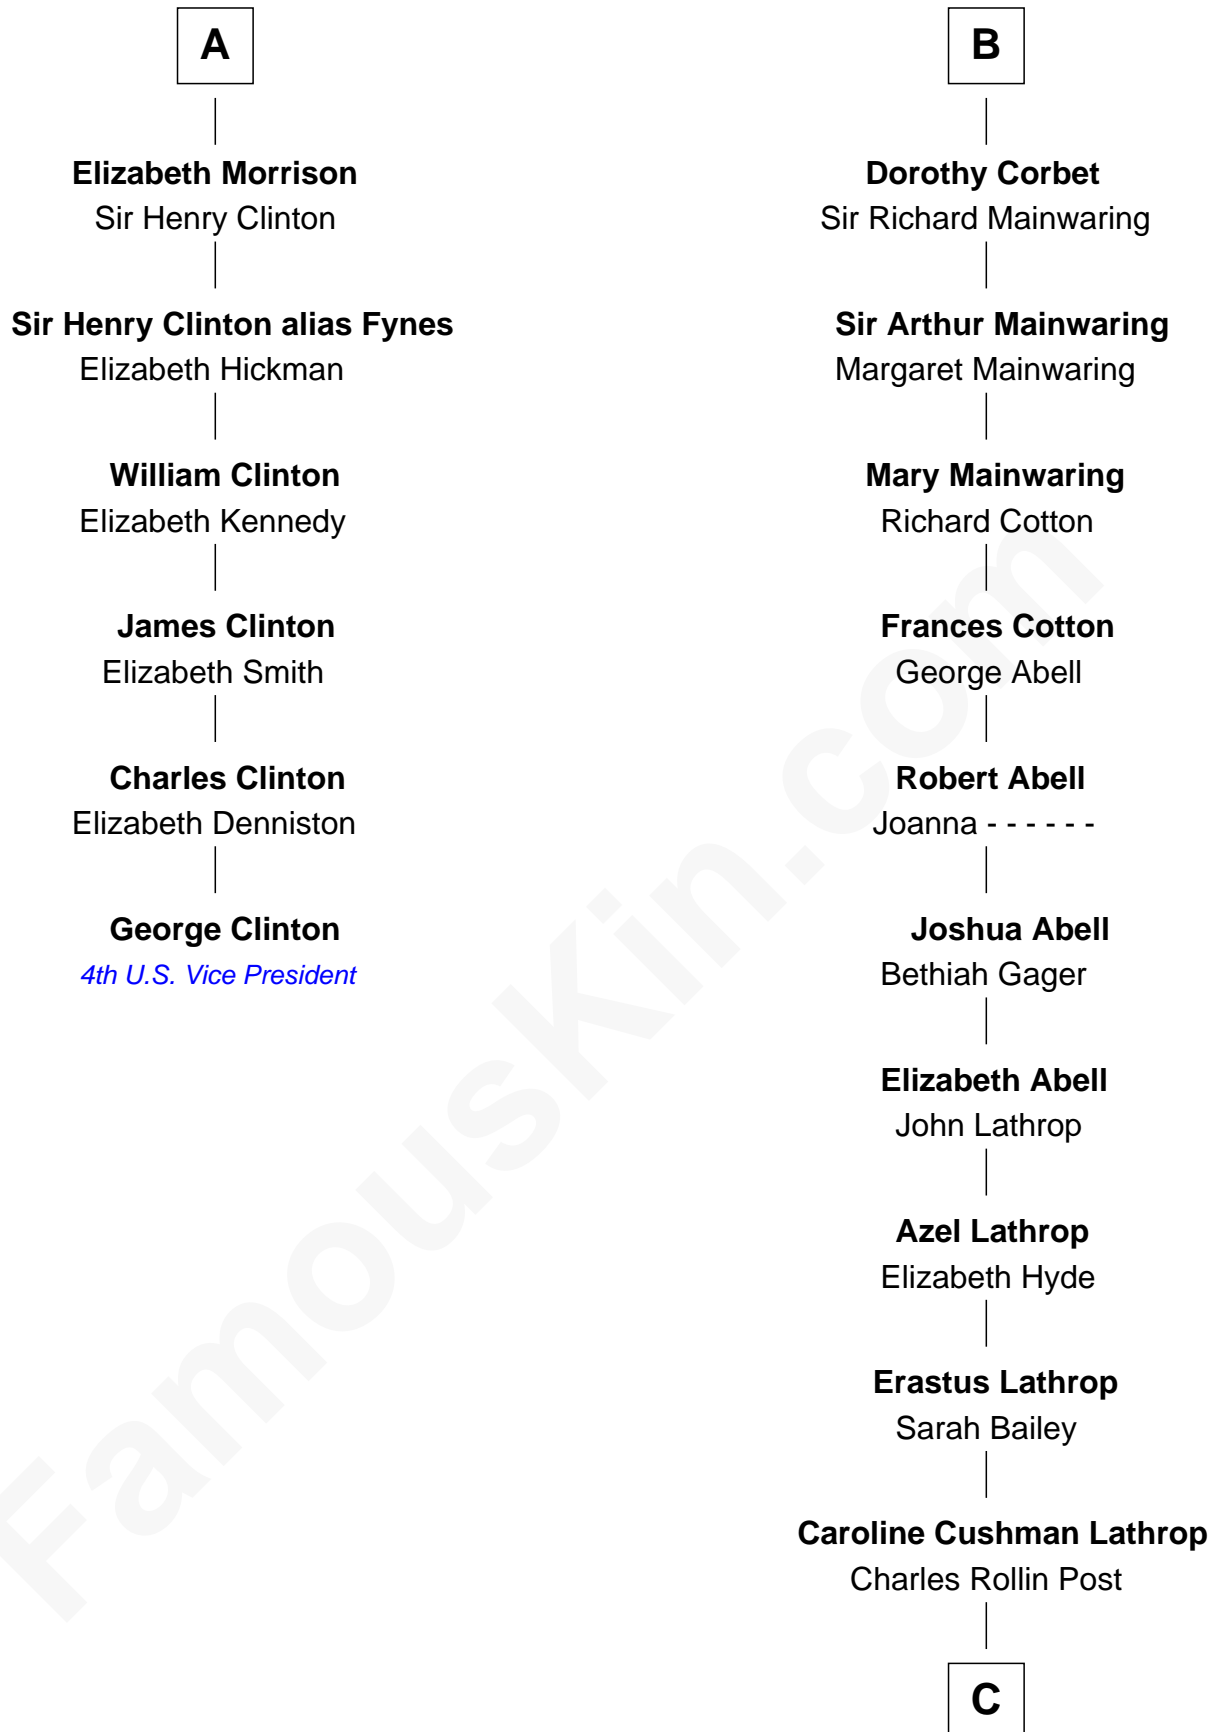 A
Elizabeth Morrison
Sir Henry Clinton
Sir Henry Clinton alias Fynes
Elizabeth Hickman
William Clinton
Elizabeth Kennedy
James Clinton
Elizabeth Smith
Charles Clinton
Elizabeth Denniston
George Clinton
4th U.S. Vice President
B
Dorothy Corbet
Sir Richard Mainwaring
Sir Arthur Mainwaring
Margaret Mainwaring
Mary Mainwaring
Richard Cotton
Frances Cotton
George Abell
Robert Abell
Joanna - - - - - -
Joshua Abell
Bethiah Gager
Elizabeth Abell
John Lathrop
Azel Lathrop
Elizabeth Hyde
Erastus Lathrop
Sarah Bailey
Caroline Cushman Lathrop
Charles Rollin Post
C
FamousKin.com